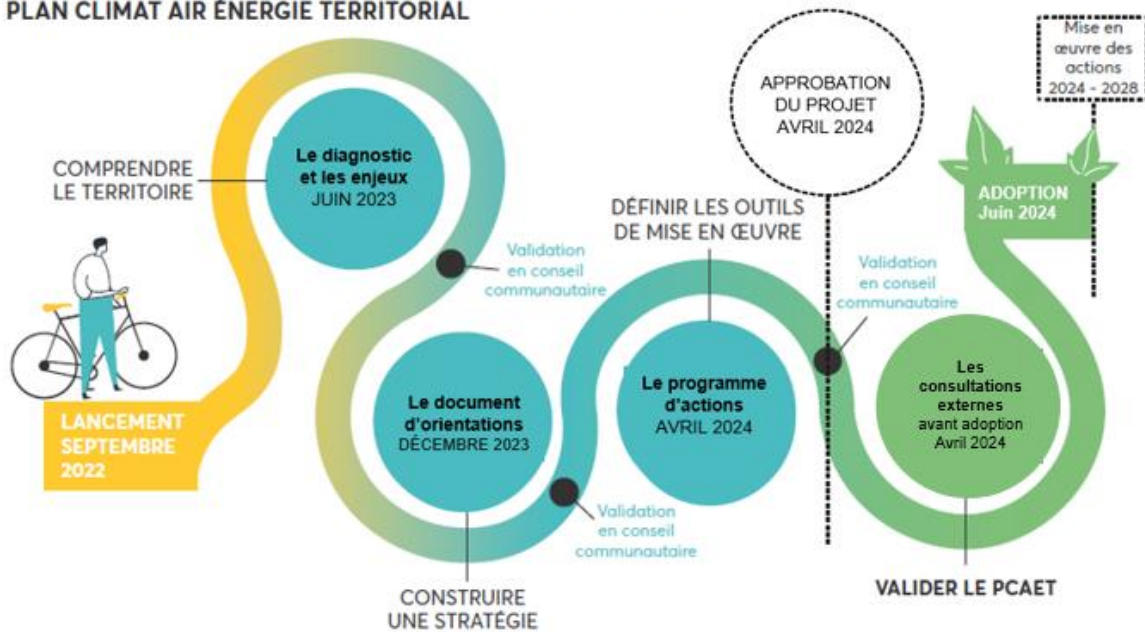 PLAN CLIMAT AIR ÉNERGIE TERRITORIAL
LANCEMENT
SEPTEMBRE
2022
COMPRENDRE
LE TERRITOIRE
Le diagnostic
et les enjeux
JUIN 2023
Validation
en conseil
communautaire
Le document
d'orientations
DÉCEMBRE 2023
CONSTRUIRE
UNE STRATÉGIE
Validation
en conseil
communautaire
DÉFINIR LES OUTILS
DE MISE EN ŒUVRE
Le programme
d'actions
AVRIL 2024
APPROBATION
DU PROJET
AVRIL 2024
Validation
en conseil
communautaire
Les
consultations
externes
avant adoption
Avril 2024
VALIDER LE PCAET
ADOPTION
Juin 2024
Mise en
œuvre des
actions
2024 - 2028